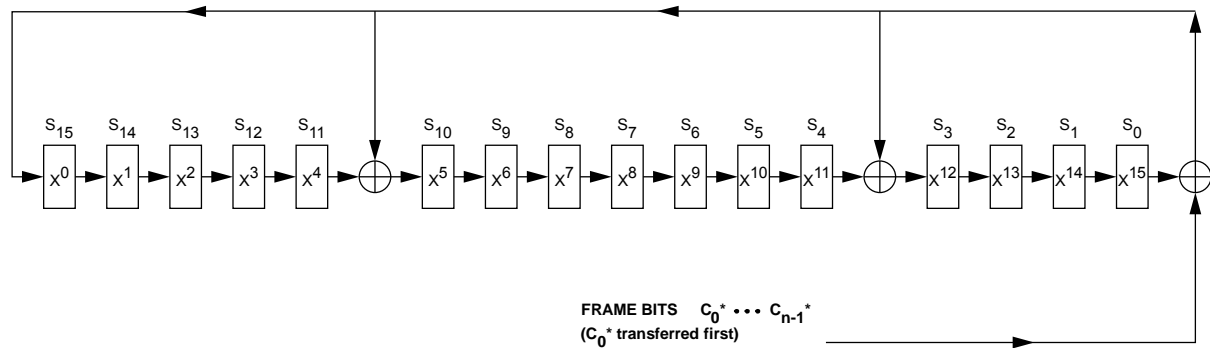 S₁₅ S₁₄ S₁₃ S₁₂ S₁₁ S₁₀ S₉ S₈ S₇ S₆ S₅ S₄ S₃ S₂ S₁ S₀
X⁰ X¹ X² X³ X⁴ X⁵ X⁶ X⁷ X⁸ X⁹ X¹⁰ X¹¹ X¹² X¹³ X¹⁴ X¹⁵
FRAME BITS C₀* ••• Cₙ₋₁*
(C₀* transferred first)